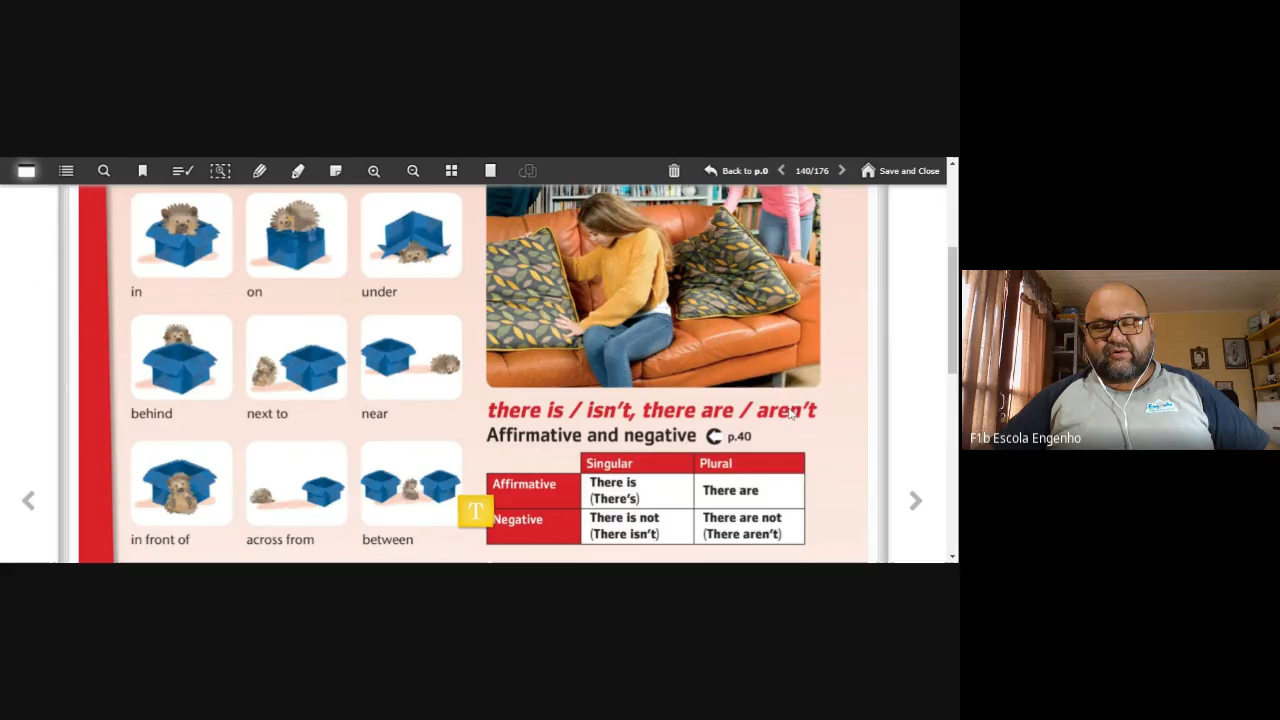 Back to p.0
140/176
Save and Close
in
on
under
behind
next to
near
in front of
across from
between
there is / isn't, there are / aren't
Affirmative and negative
p.40
Singular
Plural
Affirmative
There is
(There's)
There are
T
Negative
There is not
(There isn't)
There are not
(There aren't)
Engenho
F1b Escola Engenho